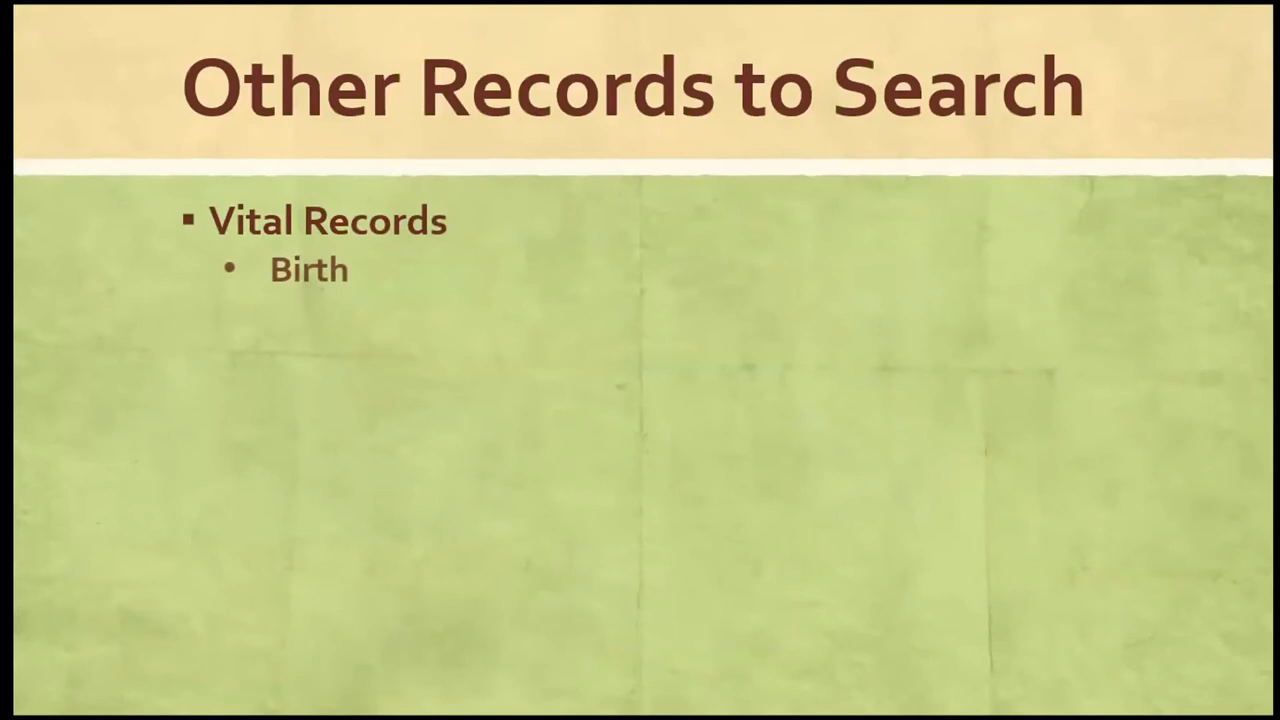 Other Records to Search
▪ Vital Records
• Birth